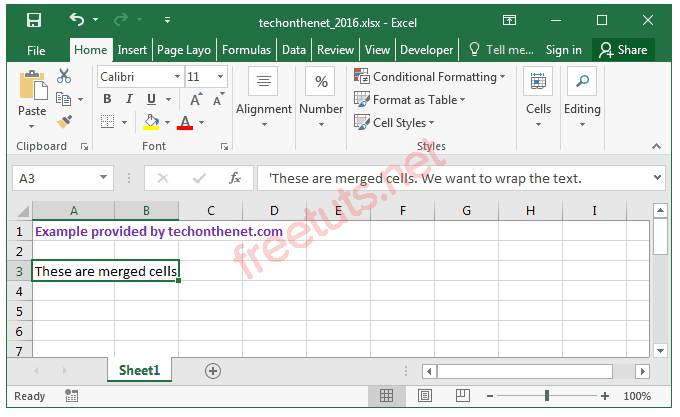 techonthenet_2016.xlsx - Excel
File Home Insert Page Layo Formulas Data Review View Developer Tell me... Sign in Share
Calibri 11
Conditional Formatting
Format as Table
Cell Styles
Paste
B I U A A
A
Alignment
%
Number
Cells
Editing
Clipboard Font Styles
A3 fx 'These are merged cells. We want to wrap the text.
A B C D E F G H I
1 Example provided by techonthenet.com
2
3 These are merged cells
4
5
6
7
freetuts.net
Sheet1
Ready 100%